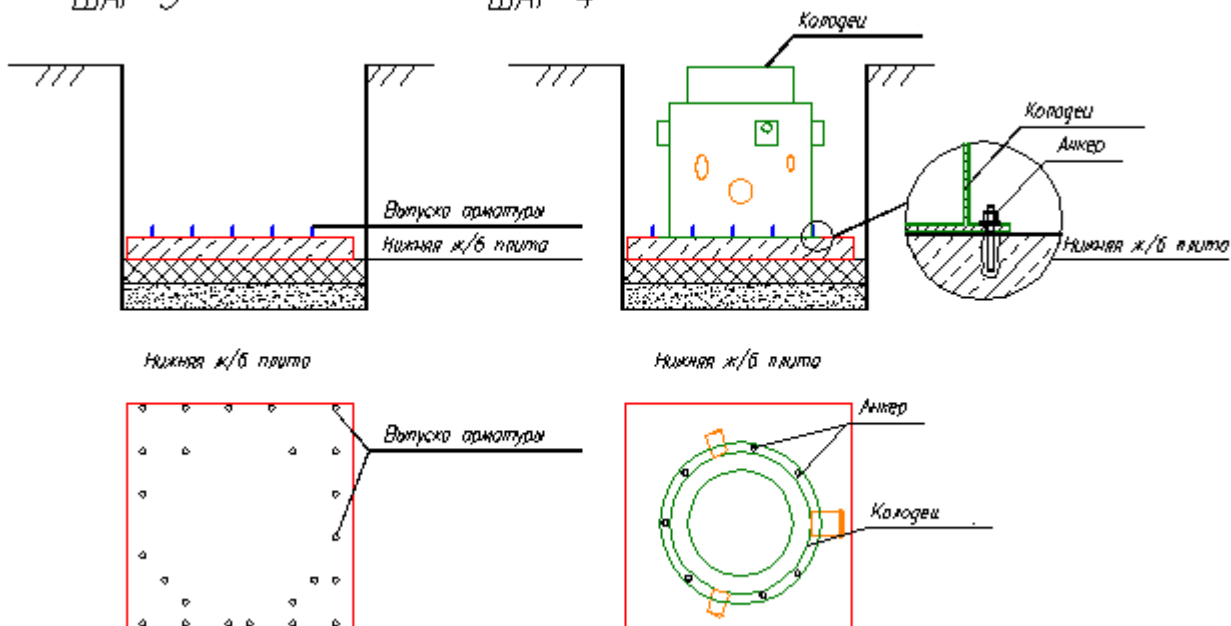 Колодец
Колодец
Анкер
Выпуска арматуры
Нижняя ж/б плита
Нижняя ж/б плита
Нижняя ж/б плита
Нижняя ж/б плита
Анкер
Выпуска арматуры
Колодец